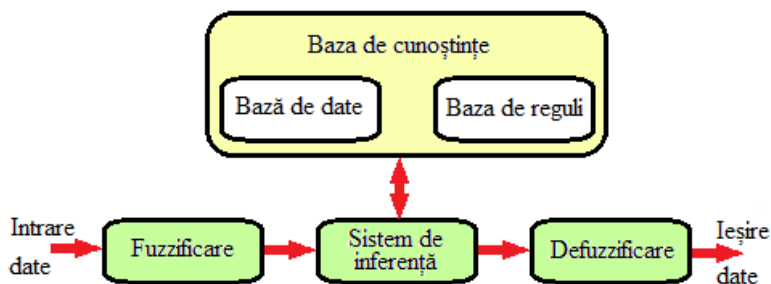 Baza de cunoștințe
Bază de date
Baza de reguli
Intrare
date
Fuzzificare
Sistem de
inferență
Defuzzificare
Ieșire
date